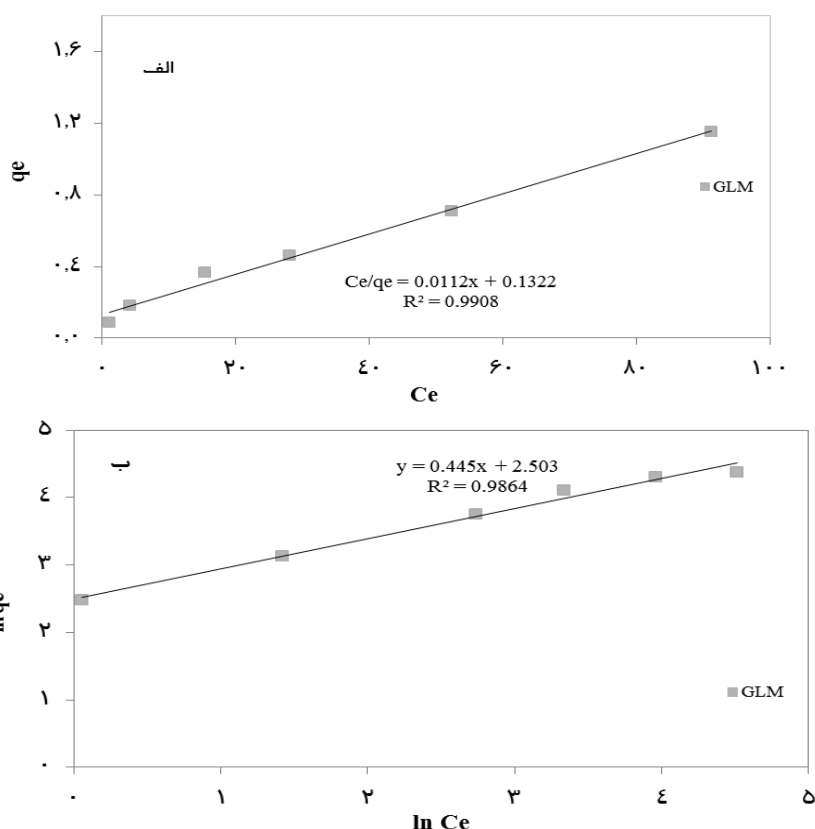 الف
۱,۶
۱,۲
۰,۸
۰,۴
۰,۰
qe
GLM
Ce/qe = 0.0112x + 0.1322
R² = 0.9908
۰ ۲۰ ٤۰ ۶۰ ۸۰ ۱۰۰
Ce
ب
۵
٤
۳
۲
۱
۰
y = 0.445x + 2.503
R² = 0.9864
GLM
۰ ۱ ۲ ۳ ٤ ۵
ln Ce